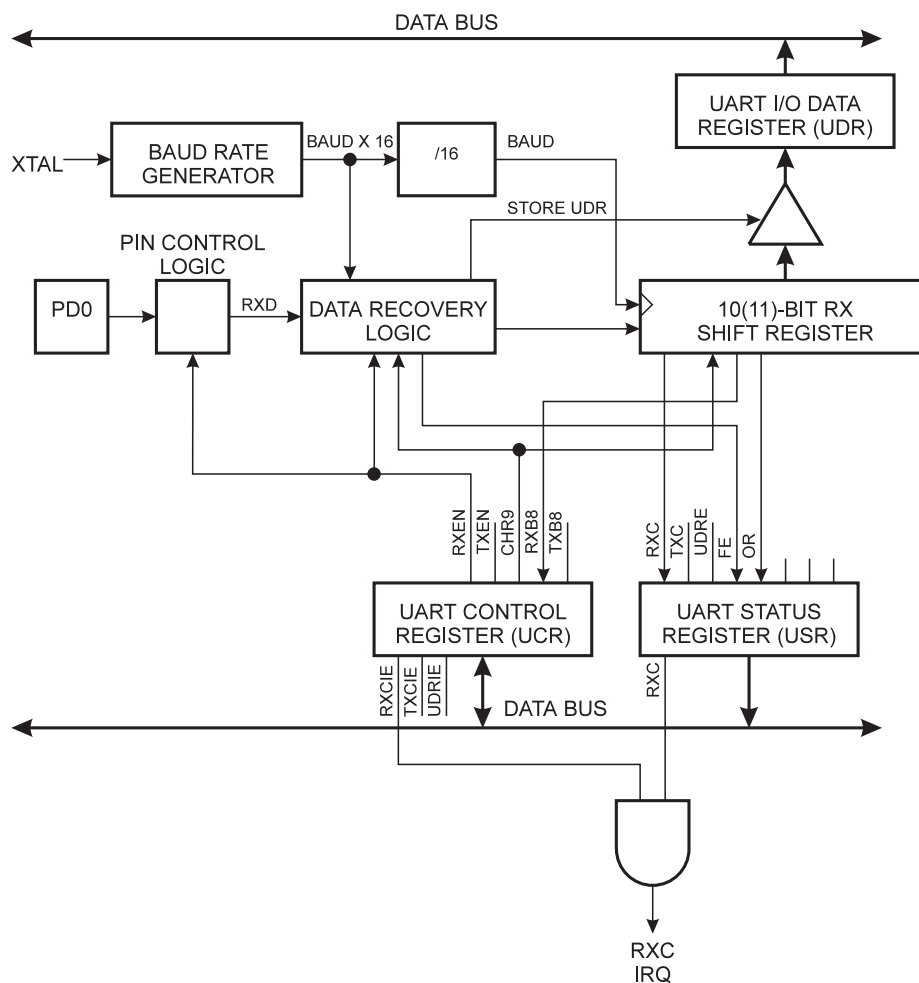 DATA BUS
UART I/O DATA
REGISTER (UDR)
XTAL
BAUD RATE
GENERATOR
BAUD X 16
/16
BAUD
STORE UDR
PIN CONTROL
LOGIC
PD0
RXD
DATA RECOVERY
LOGIC
10(11)-BIT RX
SHIFT REGISTER
RXEN
TXEN
CHR9
RXB8
TXB8
RXC
TXC
UDRE
FE
OR
UART CONTROL
REGISTER (UCR)
UART STATUS
REGISTER (USR)
RXCIE
TXCIE
UDRIE
RXC
DATA BUS
RXC
IRQ